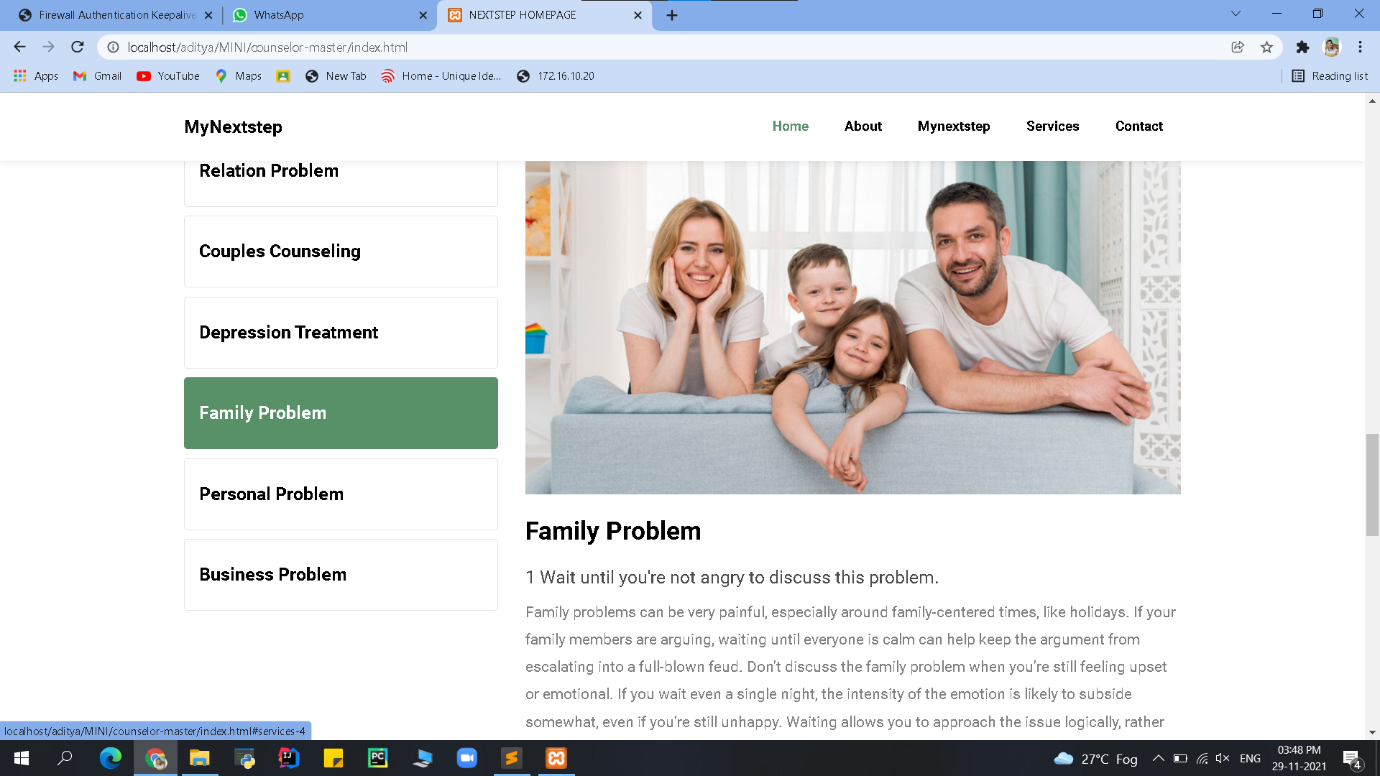 Firewall Authentication Keepalive
WhatsApp
NEXTSTEP HOMEPAGE
localhost/aditya/MINI/counselor-master/index.html
Apps
Gmail
YouTube
Maps
New Tab
Home - Unique Ide...
172.16.10.20
Reading list
MyNextstep
Home
About
Mynextstep
Services
Contact
Relation Problem
Couples Counseling
Depression Treatment
Family Problem
Personal Problem
Business Problem
Family Problem
1 Wait until you're not angry to discuss this problem.
Family problems can be very painful, especially around family-centered times, like holidays. If your
family members are arguing, waiting until everyone is calm can help keep the argument from
escalating into a full-blown feud. Don’t discuss the family problem when you’re still feeling upset
or emotional. If you wait even a single night, the intensity of the emotion is likely to subside
somewhat, even if you’re still unhappy. Waiting allows you to approach the issue logically, rather
localhost/aditya/MINI/counselor-master/index.html#services-4
27°C Fog
ENG
03:48 PM
29-11-2021
4